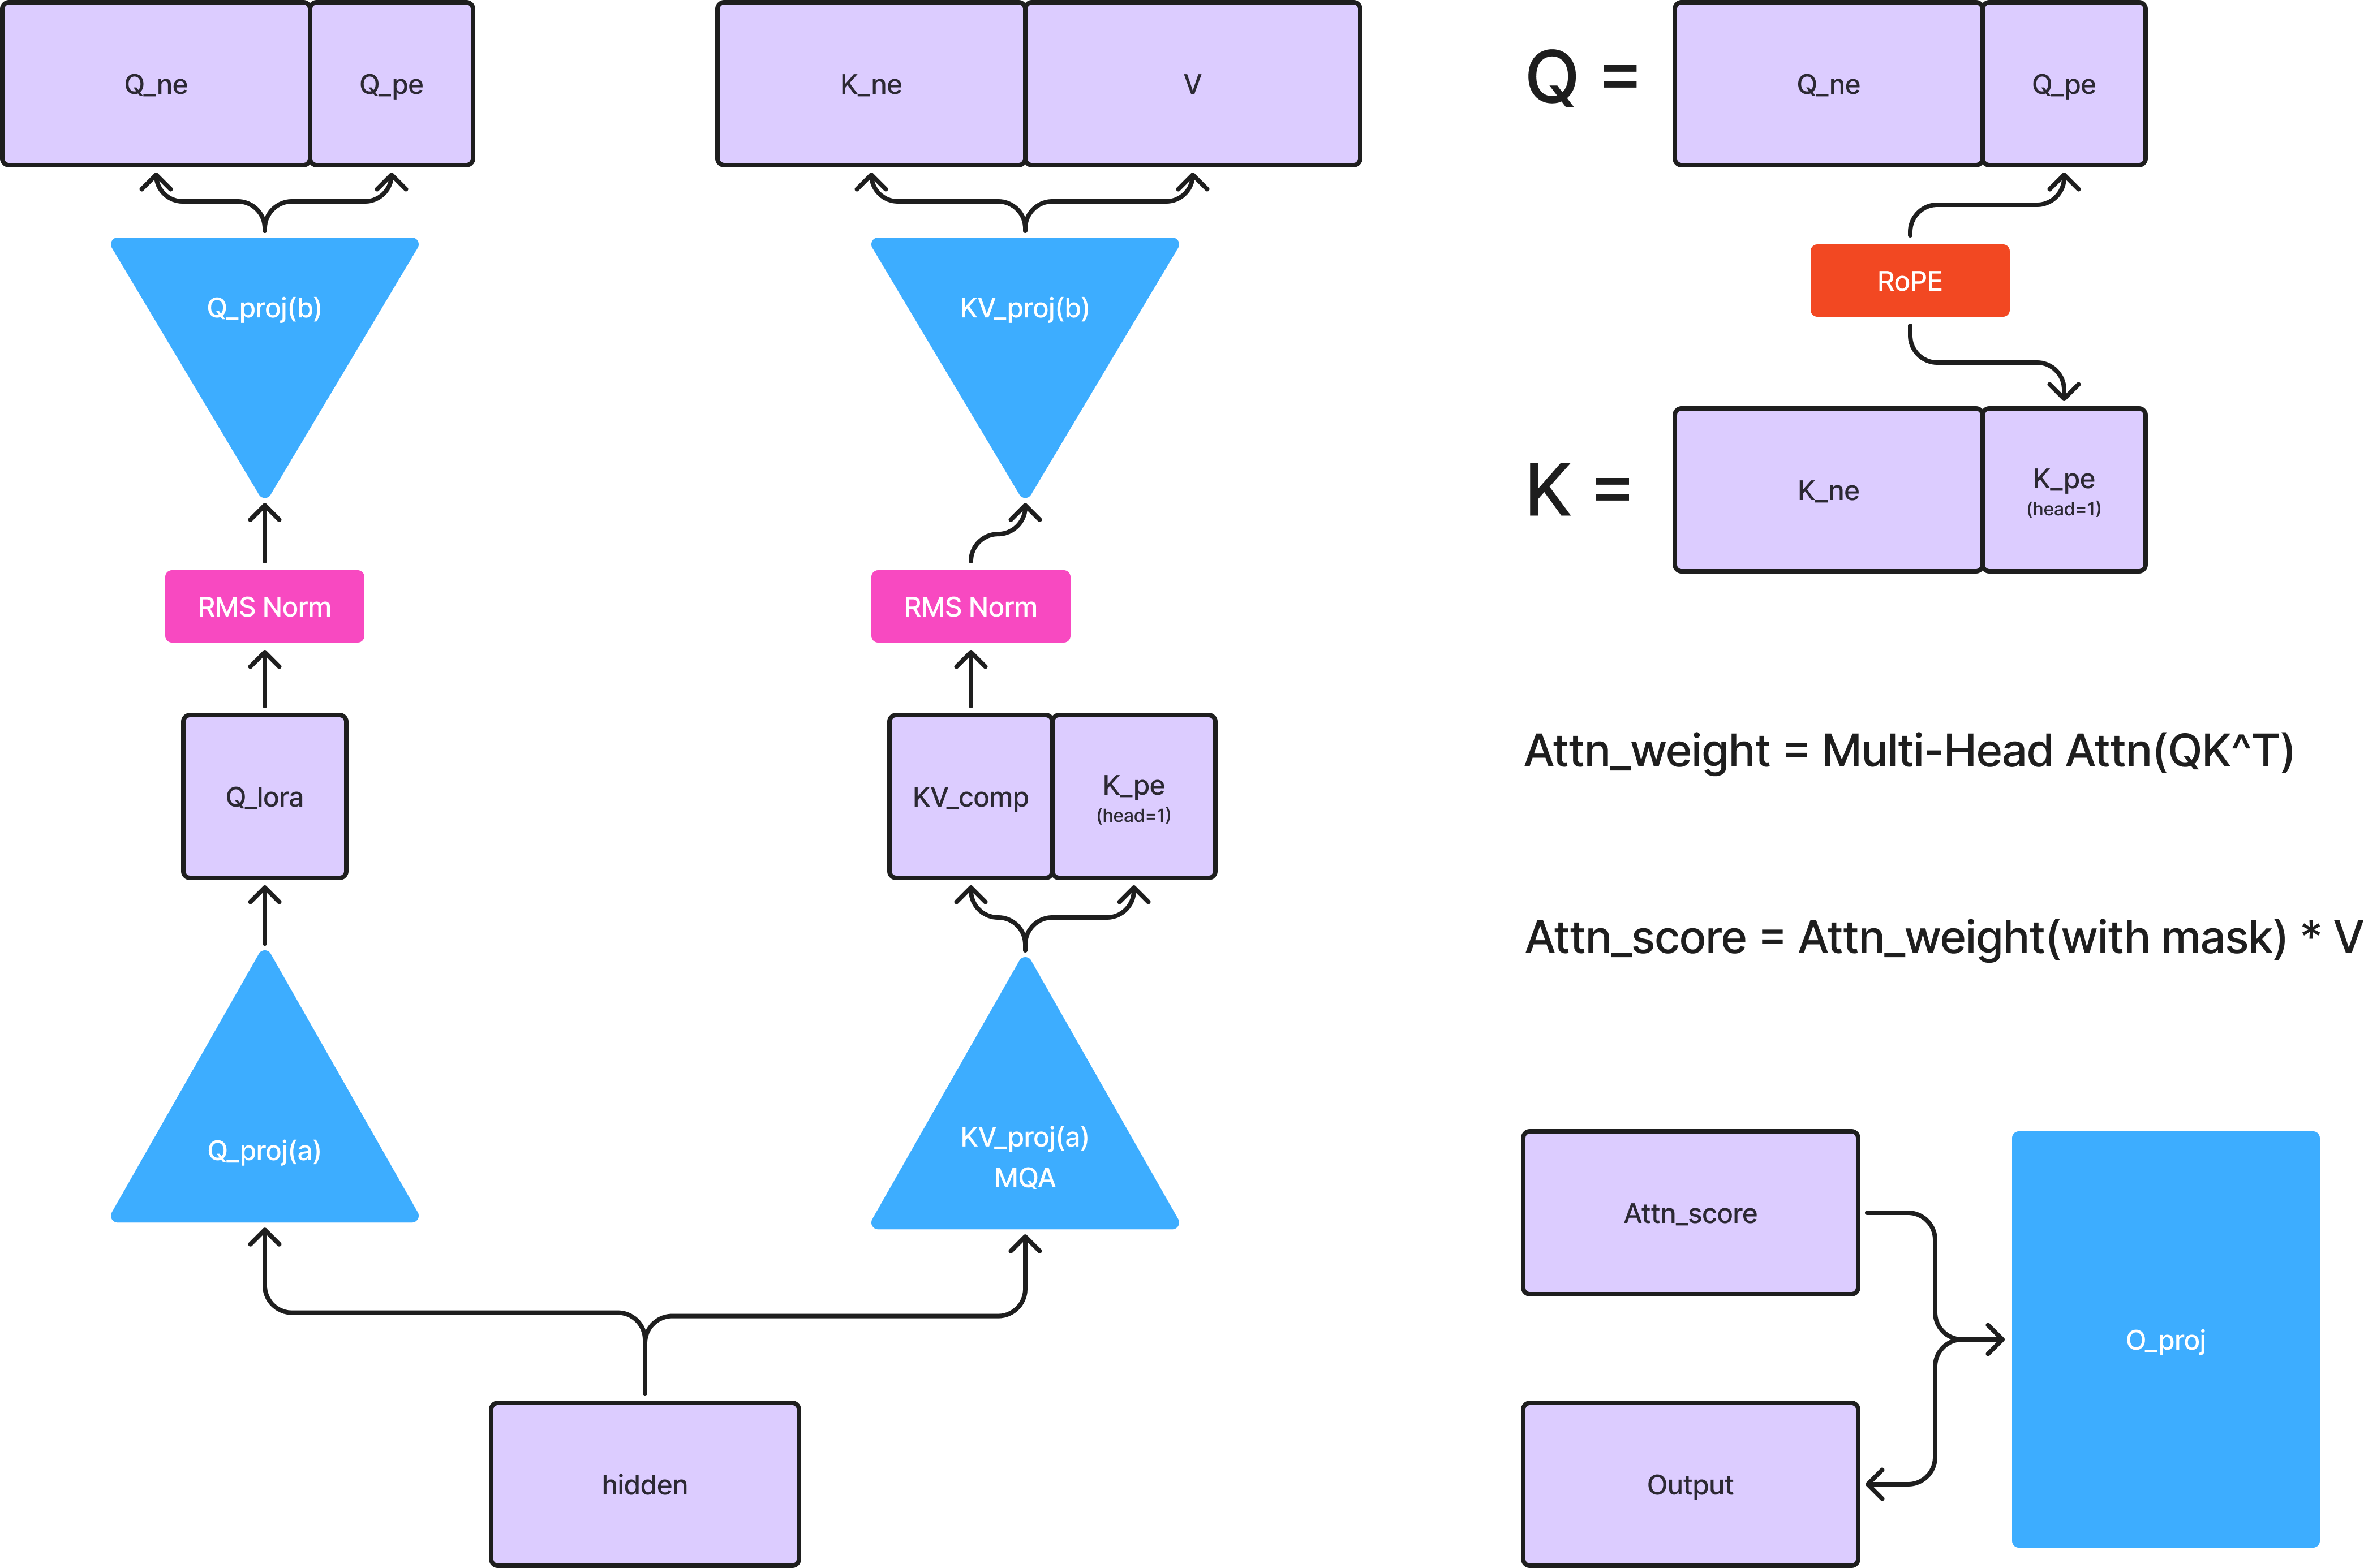 Q_ne
Q_pe
K_ne
V
Q =
Q_ne
Q_pe
Q_proj(b)
KV_proj(b)
RoPE
K =
K_ne
K_pe
(head=1)
RMS Norm
RMS Norm
Attn_weight = Multi-Head Attn(QK^T)
Q_lora
KV_comp
K_pe
(head=1)
Attn_score = Attn_weight(with mask) * V
Q_proj(a)
KV_proj(a)
MQA
Attn_score
O_proj
hidden
Output